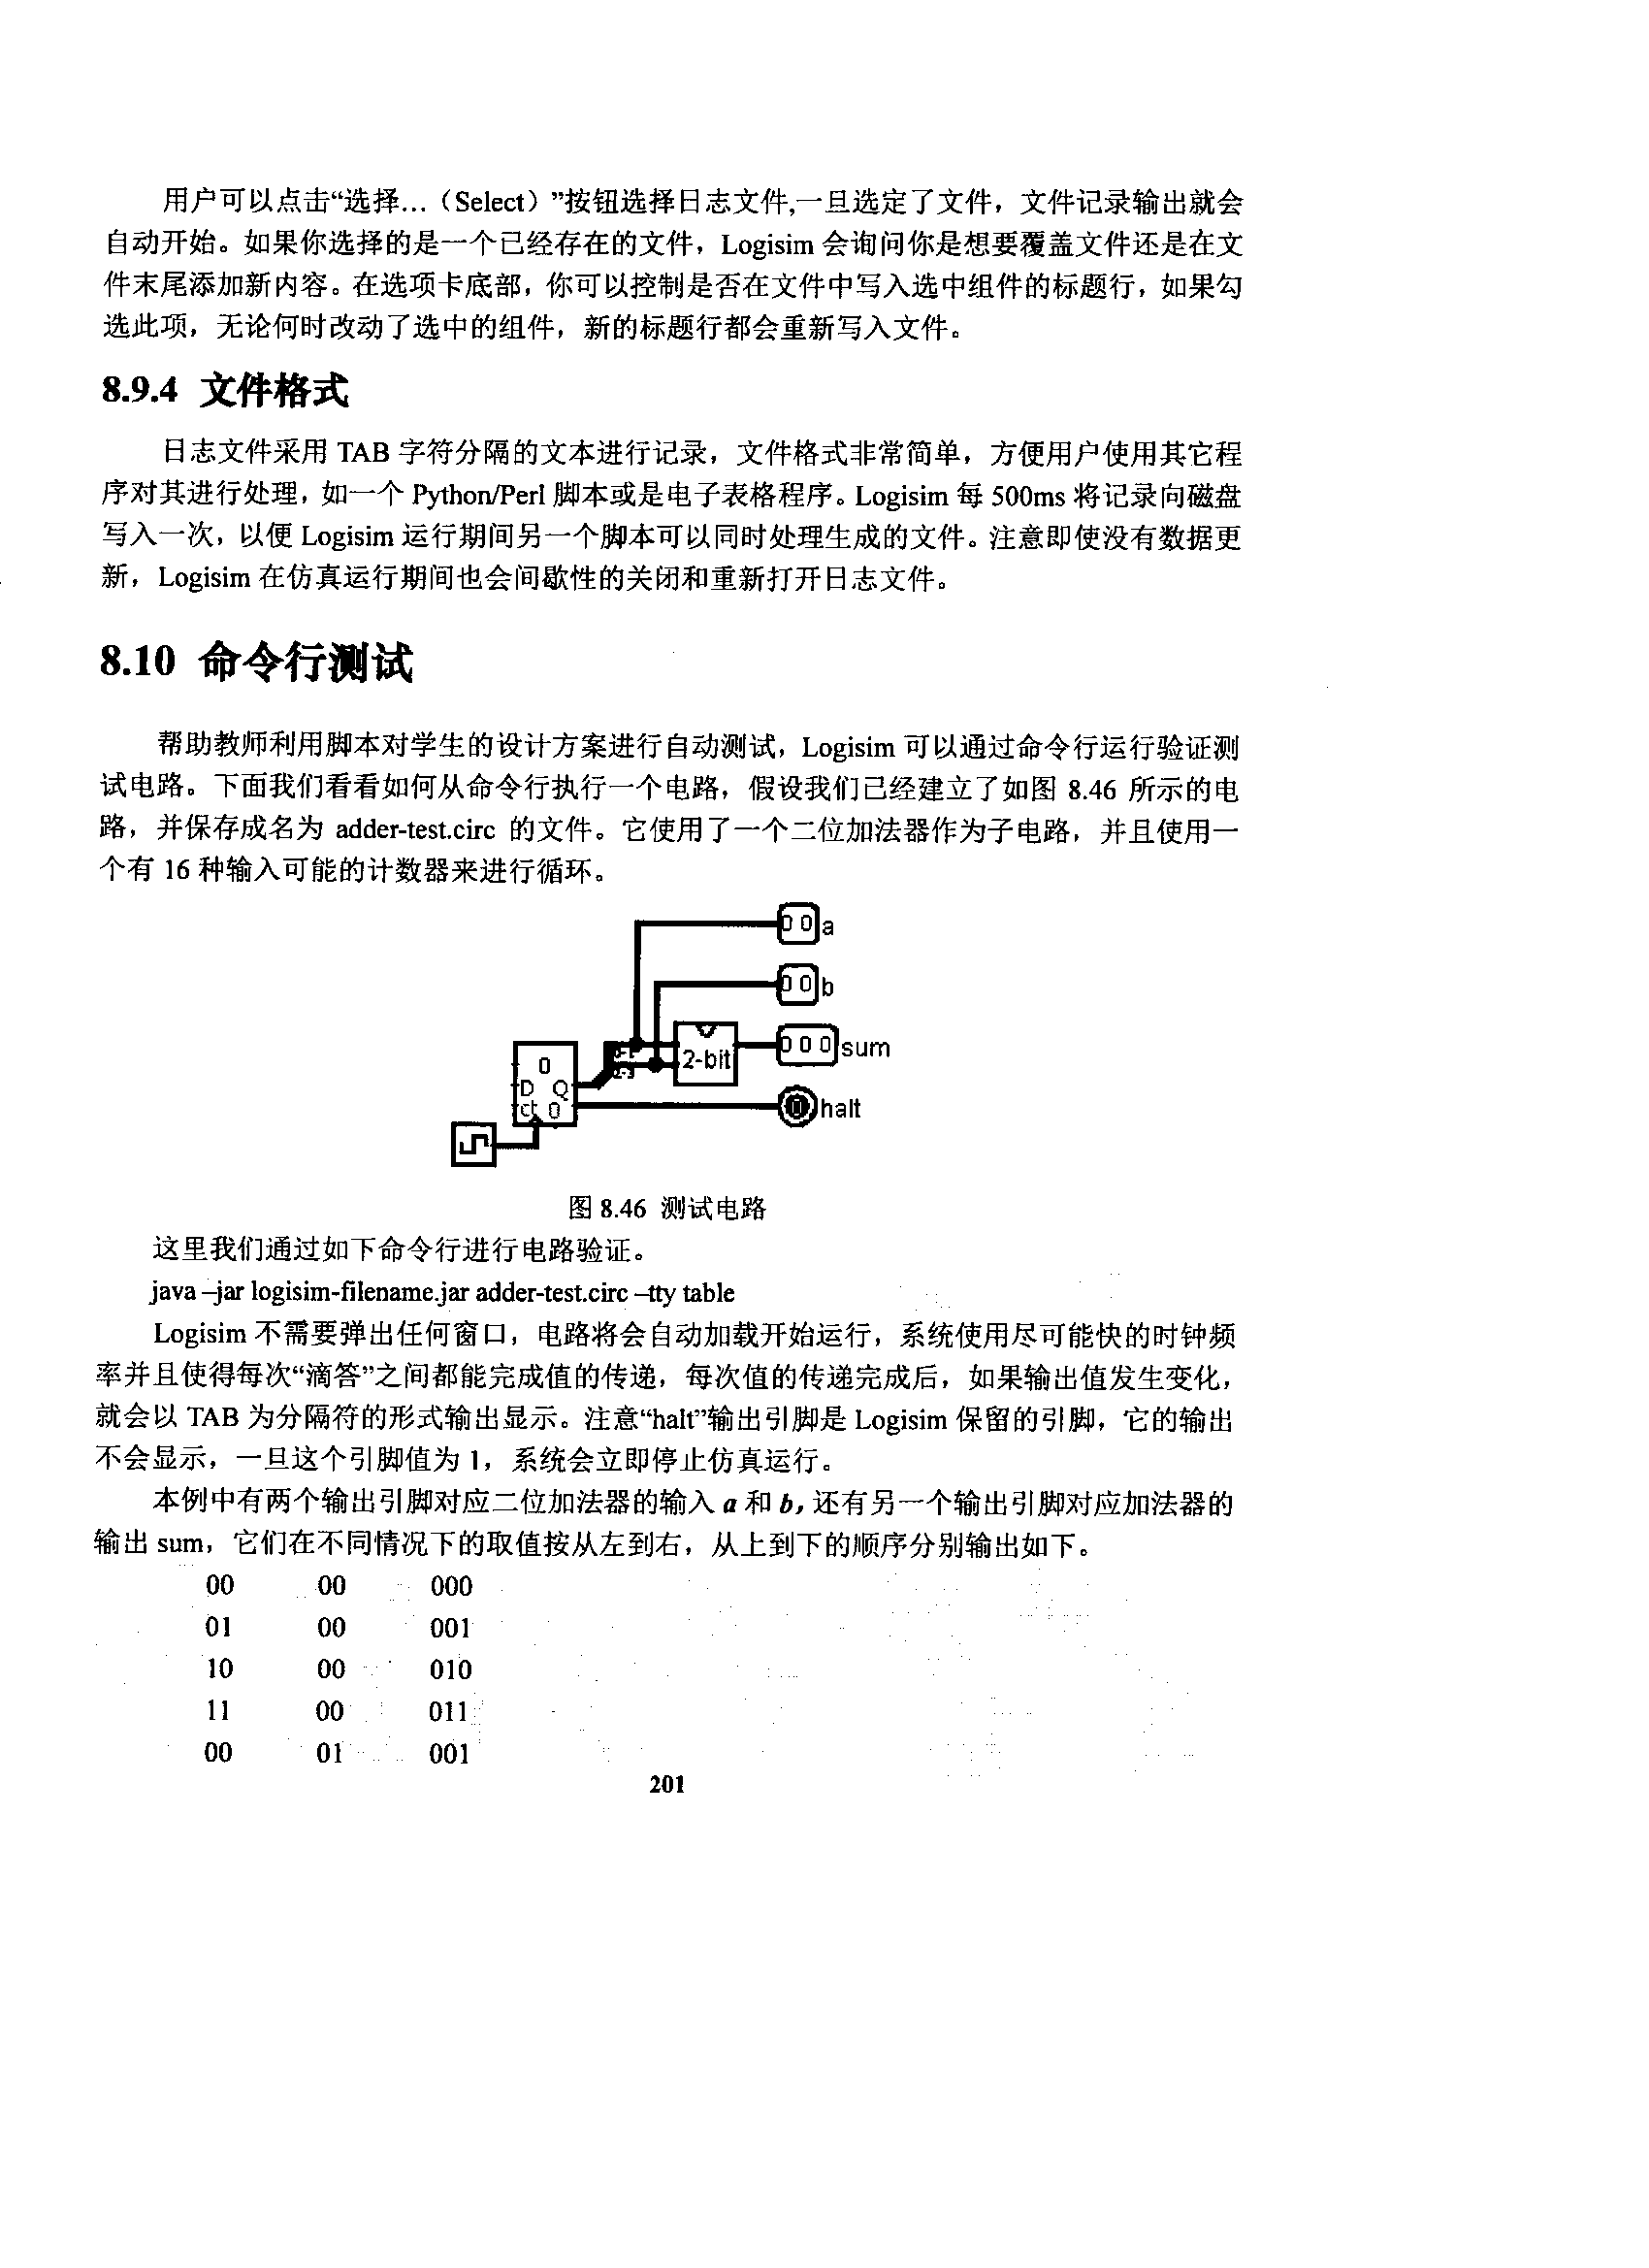 用户可以点击“选择…（Select）”按钮选择日志文件,一旦选定了文件，文件记录输出就会
自动开始。如果你选择的是一个已经存在的文件，Logisim 会询问你是想要覆盖文件还是在文
件末尾添加新内容。在选项卡底部，你可以控制是否在文件中写入选中组件的标题行，如果勾
选此项，无论何时改动了选中的组件，新的标题行都会重新写入文件。
8.9.4 文件格式
日志文件采用 TAB 字符分隔的文本进行记录，文件格式非常简单，方便用户使用其它程
序对其进行处理，如一个 Python/Perl 脚本或是电子表格程序。Logisim 每 500ms 将记录向磁盘
写入一次，以便 Logisim 运行期间另一个脚本可以同时处理生成的文件。注意即使没有数据更
新，Logisim 在仿真运行期间也会间歇性的关闭和重新打开日志文件。
8.10 命令行测试
帮助教师利用脚本对学生的设计方案进行自动测试，Logisim 可以通过命令行运行验证测
试电路。下面我们看看如何从命令行执行一个电路，假设我们已经建立了如图 8.46 所示的电
路，并保存成名为 adder-test.circ 的文件。它使用了一个二位加法器作为子电路，并且使用一
个有 16 种输入可能的计数器来进行循环。
0 0 a
0 0 b
2-bit
0 0 0 sum
0
D Q
ct 0
0-1
2-3
halt
图 8.46 测试电路
这里我们通过如下命令行进行电路验证。
java –jar logisim-filename.jar adder-test.circ –tty table
Logisim 不需要弹出任何窗口，电路将会自动加载开始运行，系统使用尽可能快的时钟频
率并且使得每次“滴答”之间都能完成值的传递，每次值的传递完成后，如果输出值发生变化，
就会以 TAB 为分隔符的形式输出显示。注意“halt”输出引脚是 Logisim 保留的引脚，它的输出
不会显示，一旦这个引脚值为 1，系统会立即停止仿真运行。
本例中有两个输出引脚对应二位加法器的输入 a 和 b, 还有另一个输出引脚对应加法器的
输出 sum，它们在不同情况下的取值按从左到右，从上到下的顺序分别输出如下。
00 00 000
01 00 001
10 00 010
11 00 011
00 01 001
201